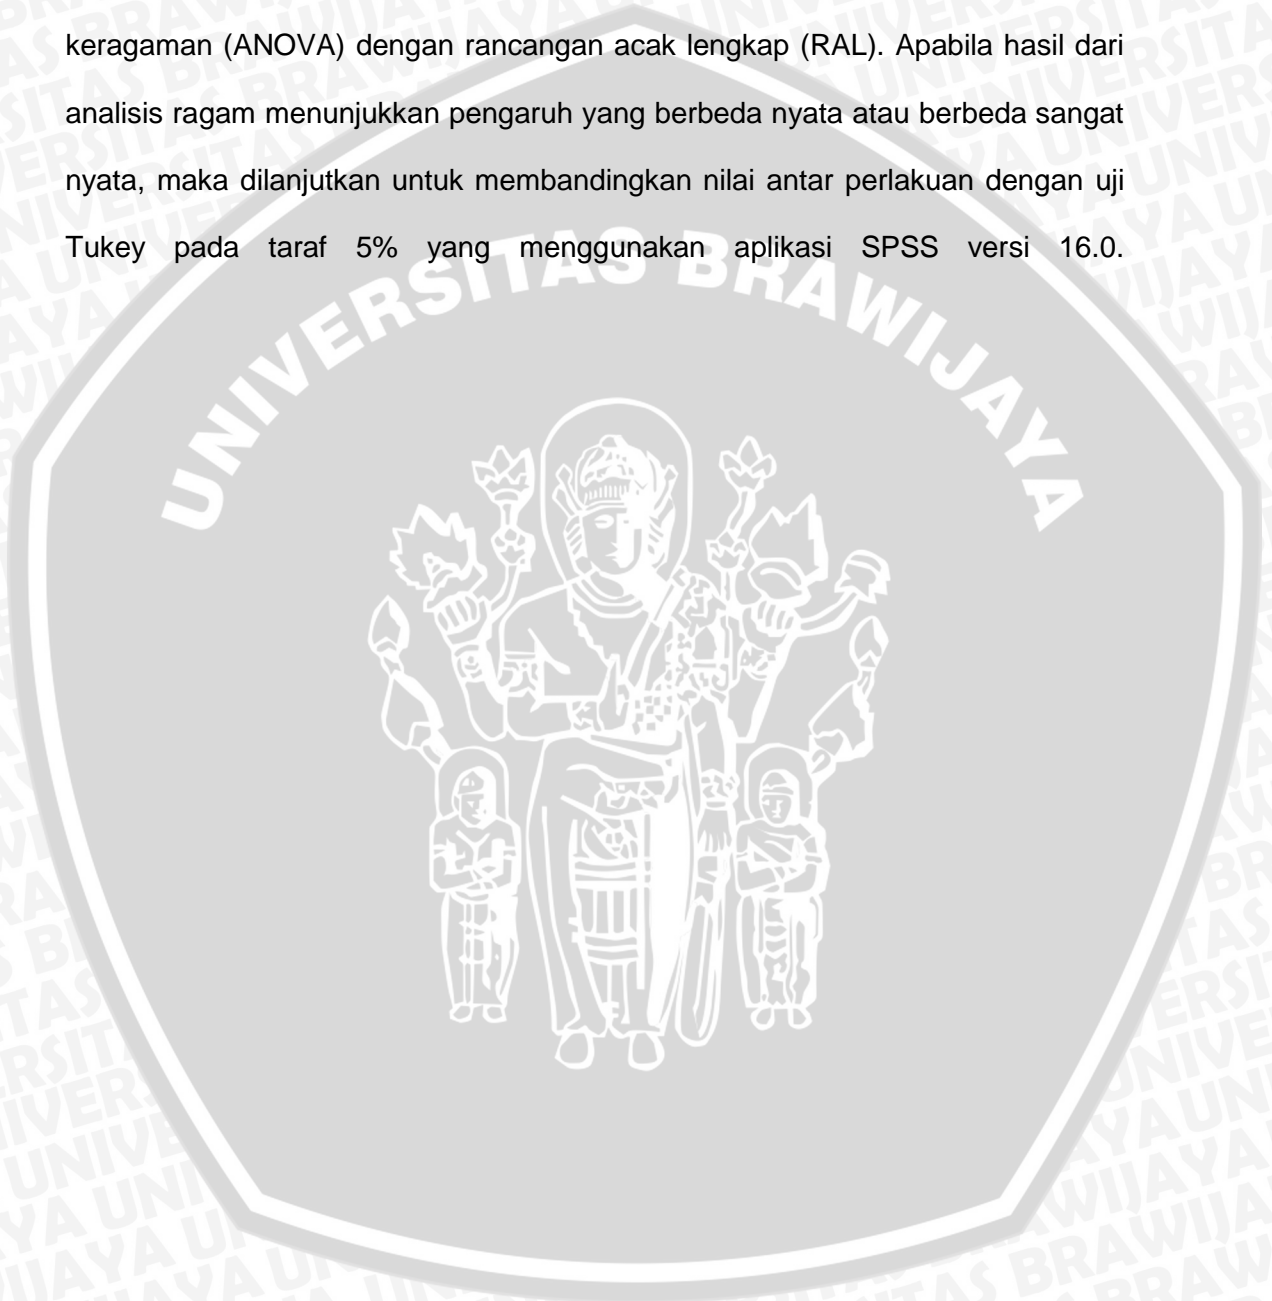 keragaman (ANOVA) dengan rancangan acak lengkap (RAL). Apabila hasil dari
analisis ragam menunjukkan pengaruh yang berbeda nyata atau berbeda sangat
nyata, maka dilanjutkan untuk membandingkan nilai antar perlakuan dengan uji
Tukey pada taraf 5% yang menggunakan aplikasi SPSS versi 16.0.
UNIVERSITAS BRAWIJAYA